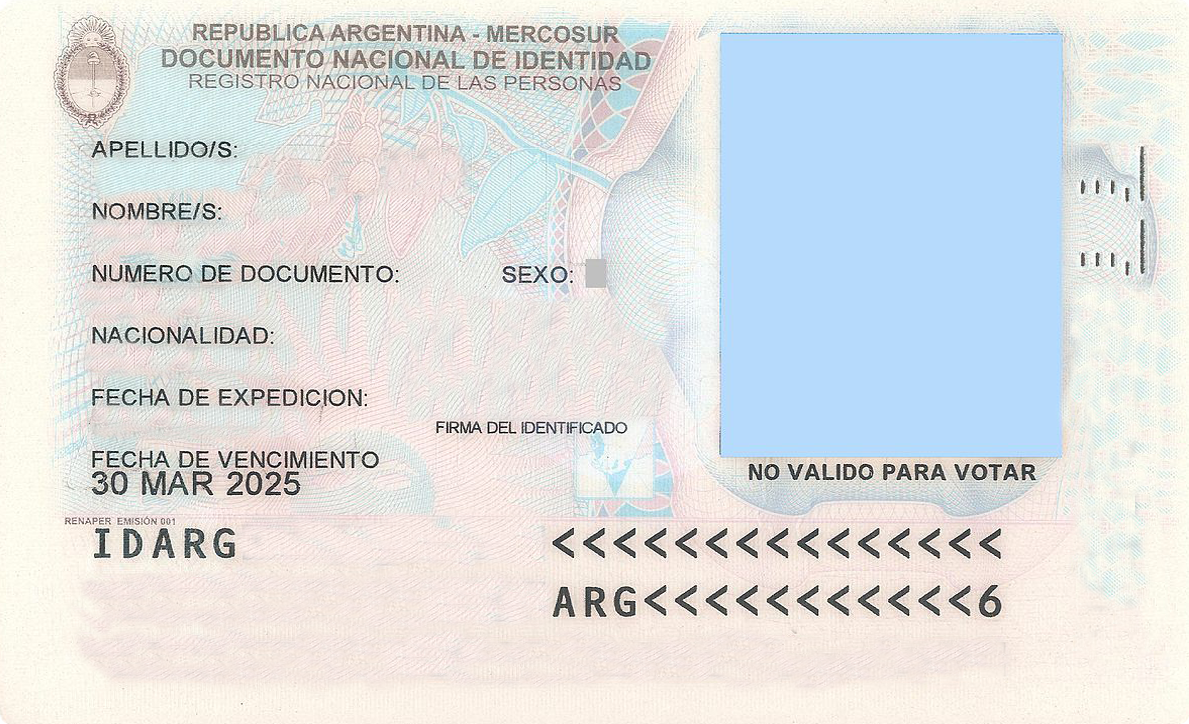 REPUBLICA ARGENTINA - MERCOSUR
DOCUMENTO NACIONAL DE IDENTIDAD
REGISTRO NACIONAL DE LAS PERSONAS
APELLIDO/S:
NOMBRE/S:
NUMERO DE DOCUMENTO:
SEXO:
NACIONALIDAD:
FECHA DE EXPEDICION:
FIRMA DEL IDENTIFICADO
FECHA DE VENCIMIENTO
30 MAR 2025
NO VALIDO PARA VOTAR
RENAPER EMISIÓN 001
IDARG <<<<<<<<<<<<<<<
ARG<<<<<<<<<<<6